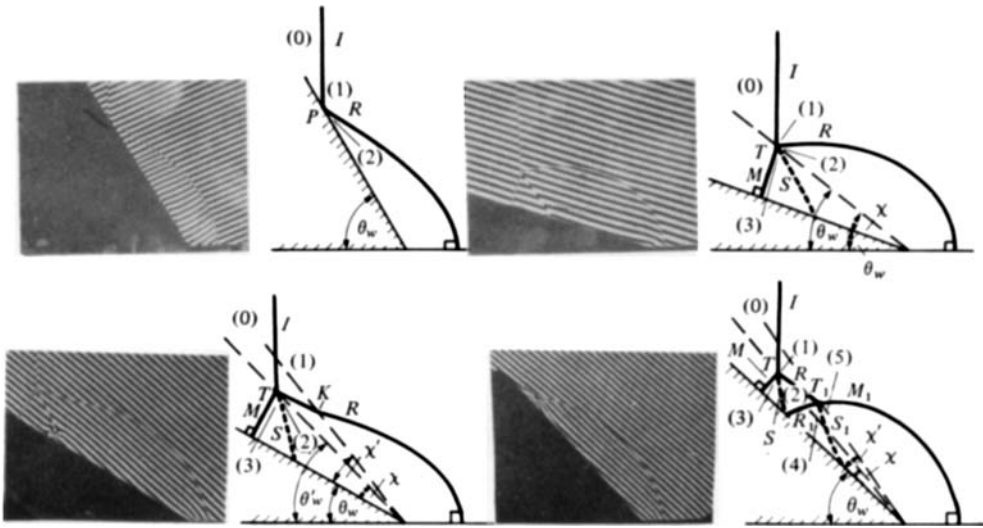 (0) I
(1)
P R
(2)
θw
(0) I
(1)
R
T
(2)
M S
(3) θw χ
θw
(0) I
(1)
K
T R
M S (2) χ'
(3) χ
θ'w θw
(0) I
M (1) (5)
T R T1 M1
(2)
(3) S1 χ'
S R1 χ
(4)
θw